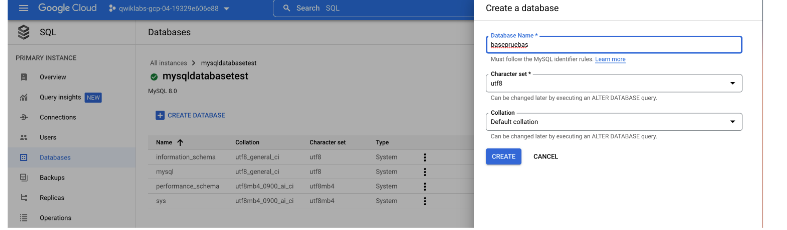 Google Cloud
qwiklabs-gcp-04-19329e606e88
Search SQL
SQL
PRIMARY INSTANCE
Overview
Query insights NEW
Connections
Users
Databases
Backups
Replicas
Operations
Databases
All instances > mysqldatabasetest
mysqldatabasetest
MySQL 8.0
CREATE DATABASE
Name Collation Character set Type
information_schema utf8_general_ci utf8 System
mysql utf8_general_ci utf8 System
performance_schema utf8mb4_0900_ai_ci utf8mb4 System
sys utf8mb4_0900_ai_ci utf8mb4 System
Create a database
Database Name *
basepruebas
Must follow the MySQL identifier rules. Learn more
Character set *
utf8
Can be changed later by executing an ALTER DATABASE query.
Collation
Default collation
Can be changed later by executing an ALTER DATABASE query.
CREATE CANCEL